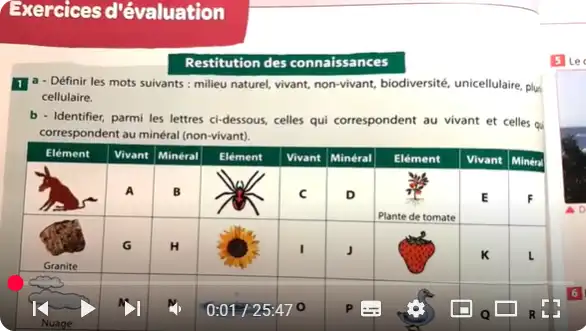 Exercices d'évaluation
Restitution des connaissances
1 a - Définir les mots suivants : milieu naturel, vivant, non-vivant, biodiversité, unicellulaire,
cellulaire.
b - Identifier, parmi les lettres ci-dessous, celles qui correspondent au vivant et celles
correspondent au minéral (non-vivant).
Elément Vivant Minéral Elément Vivant Minéral Elément Vivant Minéral
A B C D E F
Plante de tomate
G H I J K L
Granite
M N O P Q R
Nuage
0:01 / 25:47
5 Le
6